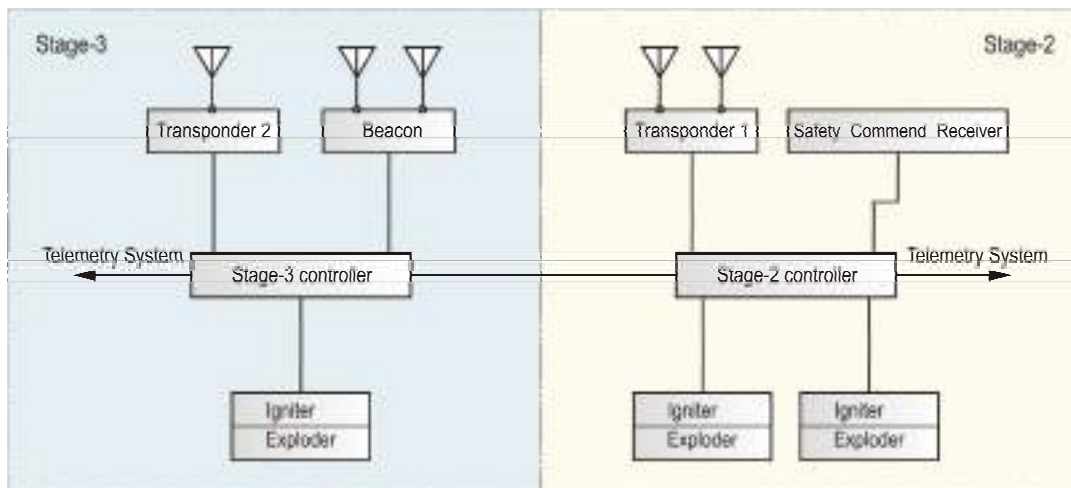 Stage-3
Stage-2
Transponder 2
Beacon
Transponder 1
Safety Commend Receiver
Telemetry System
Stage-3 controller
Stage-2 controller
Telemetry System
Igniter
Exploder
Igniter
Exploder
Igniter
Exploder